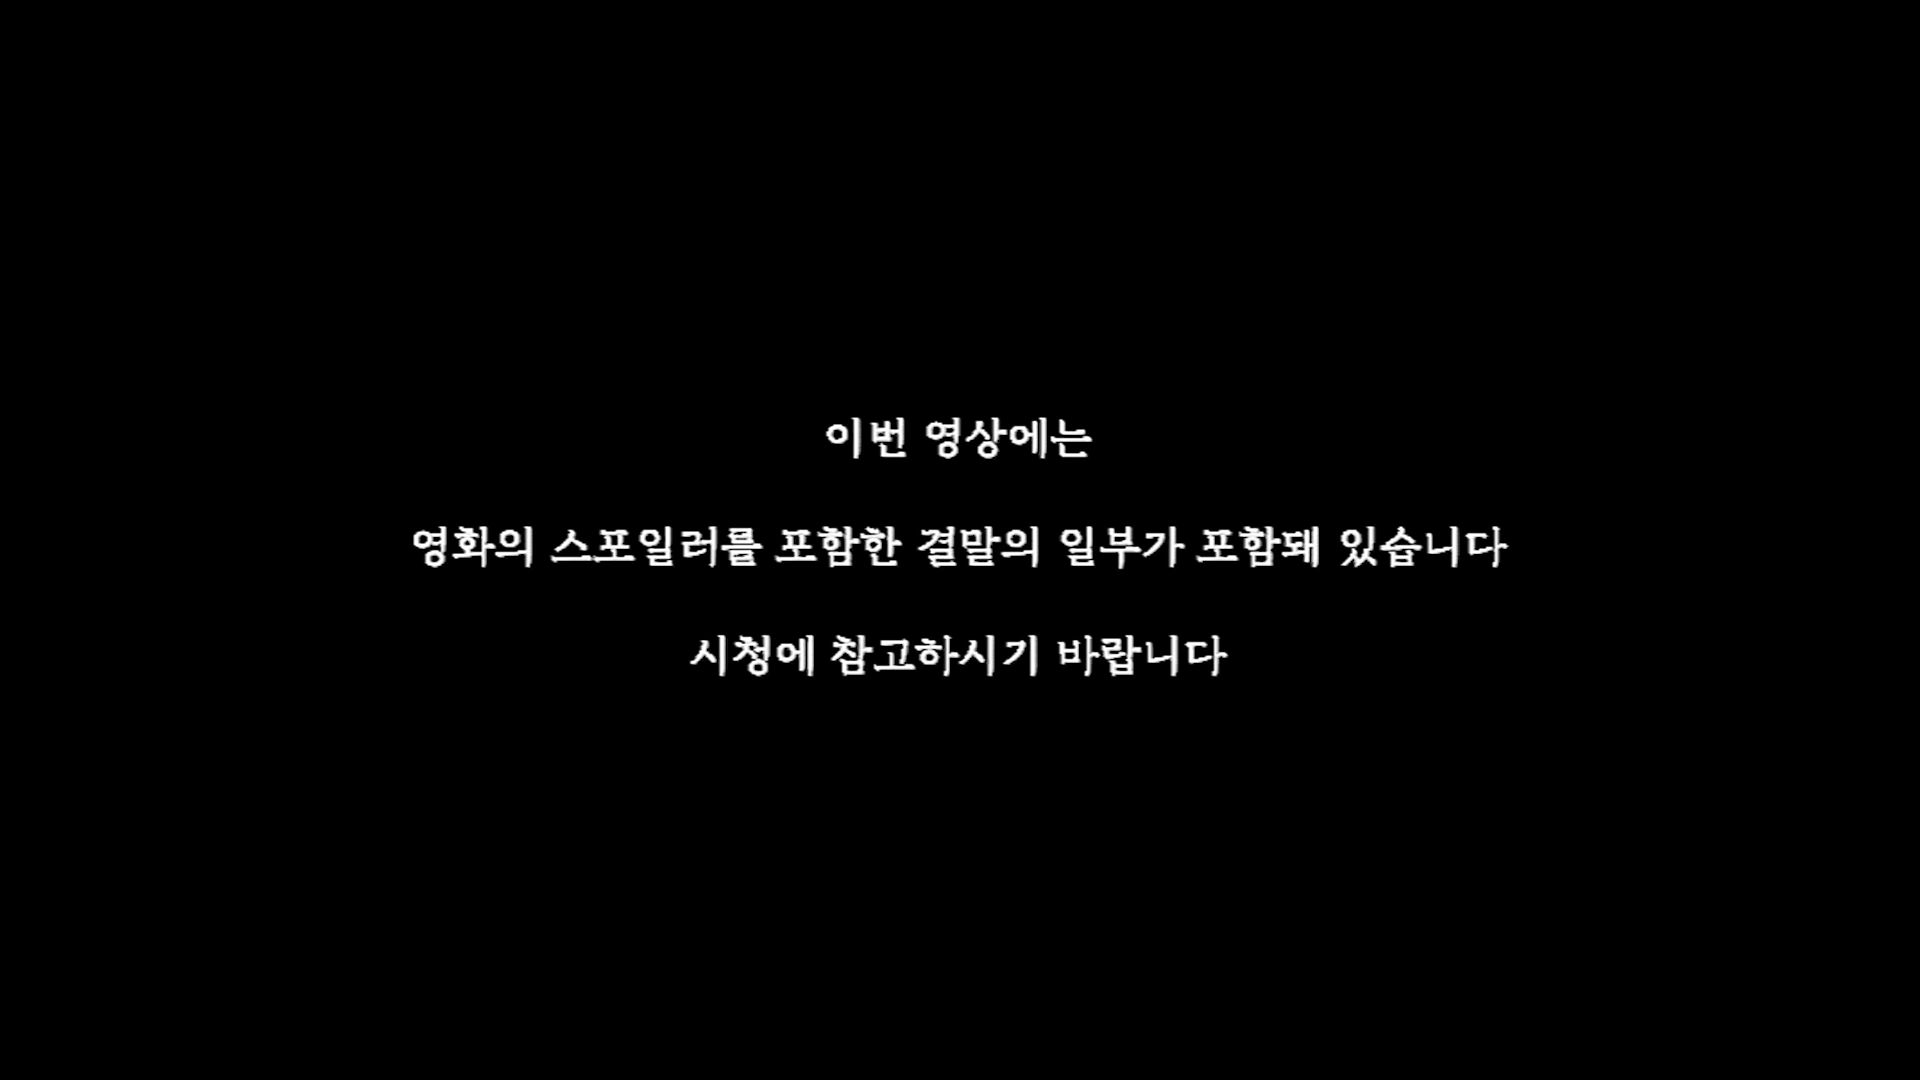 이번 영상에는
영화의 스포일러를 포함한 결말의 일부가 포함돼 있습니다
시청에 참고하시기 바랍니다